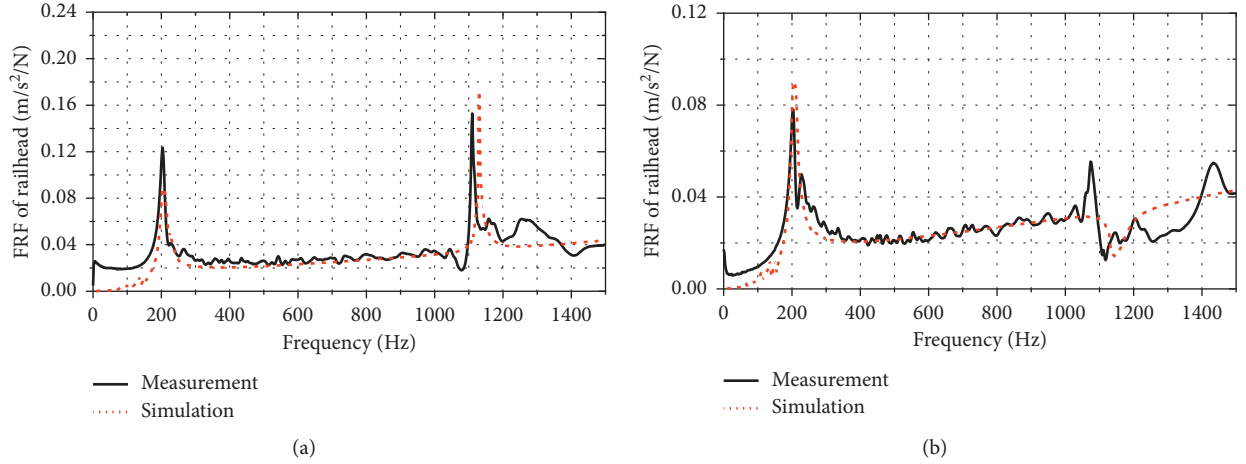 0.24
0.20
0.16
0.12
0.08
0.04
0.00
FRF of railhead (m/s²/N)
0 200 400 600 800 1000 1200 1400
Frequency (Hz)
Measurement
Simulation
(a)
0.12
0.08
0.04
0.00
FRF of railhead (m/s²/N)
0 200 400 600 800 1000 1200 1400
Frequency (Hz)
Measurement
Simulation
(b)